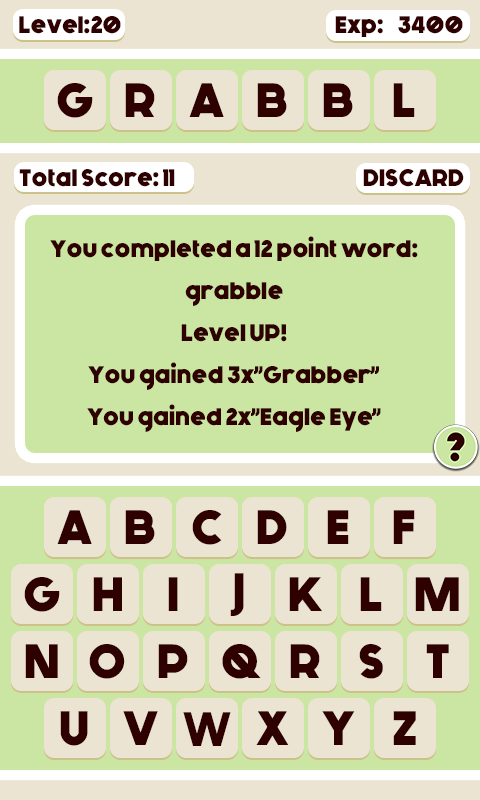 Level:20 Exp: 3400
G R A B B L
Total Score: 11 DISCARD
You completed a 12 point word:
grabble
Level UP!
You gained 3x"Grabber"
You gained 2x"Eagle Eye"
?
A B C D E F
G H I J K L M
N O P Q R S T
U V W X Y Z